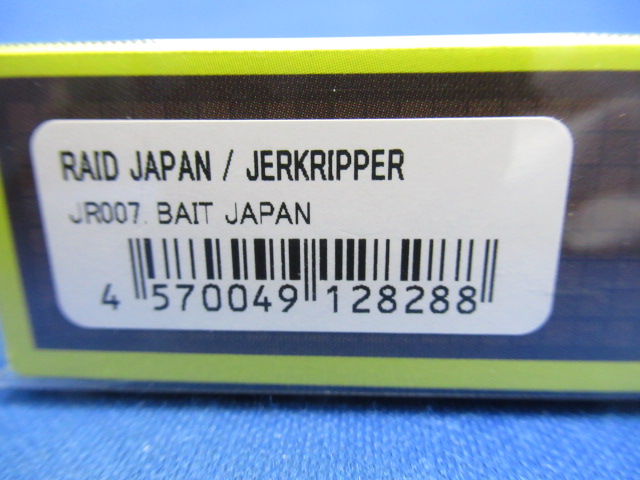 RAID JAPAN / JERKRIPPER
JR007. BAIT JAPAN
4 570049 128288